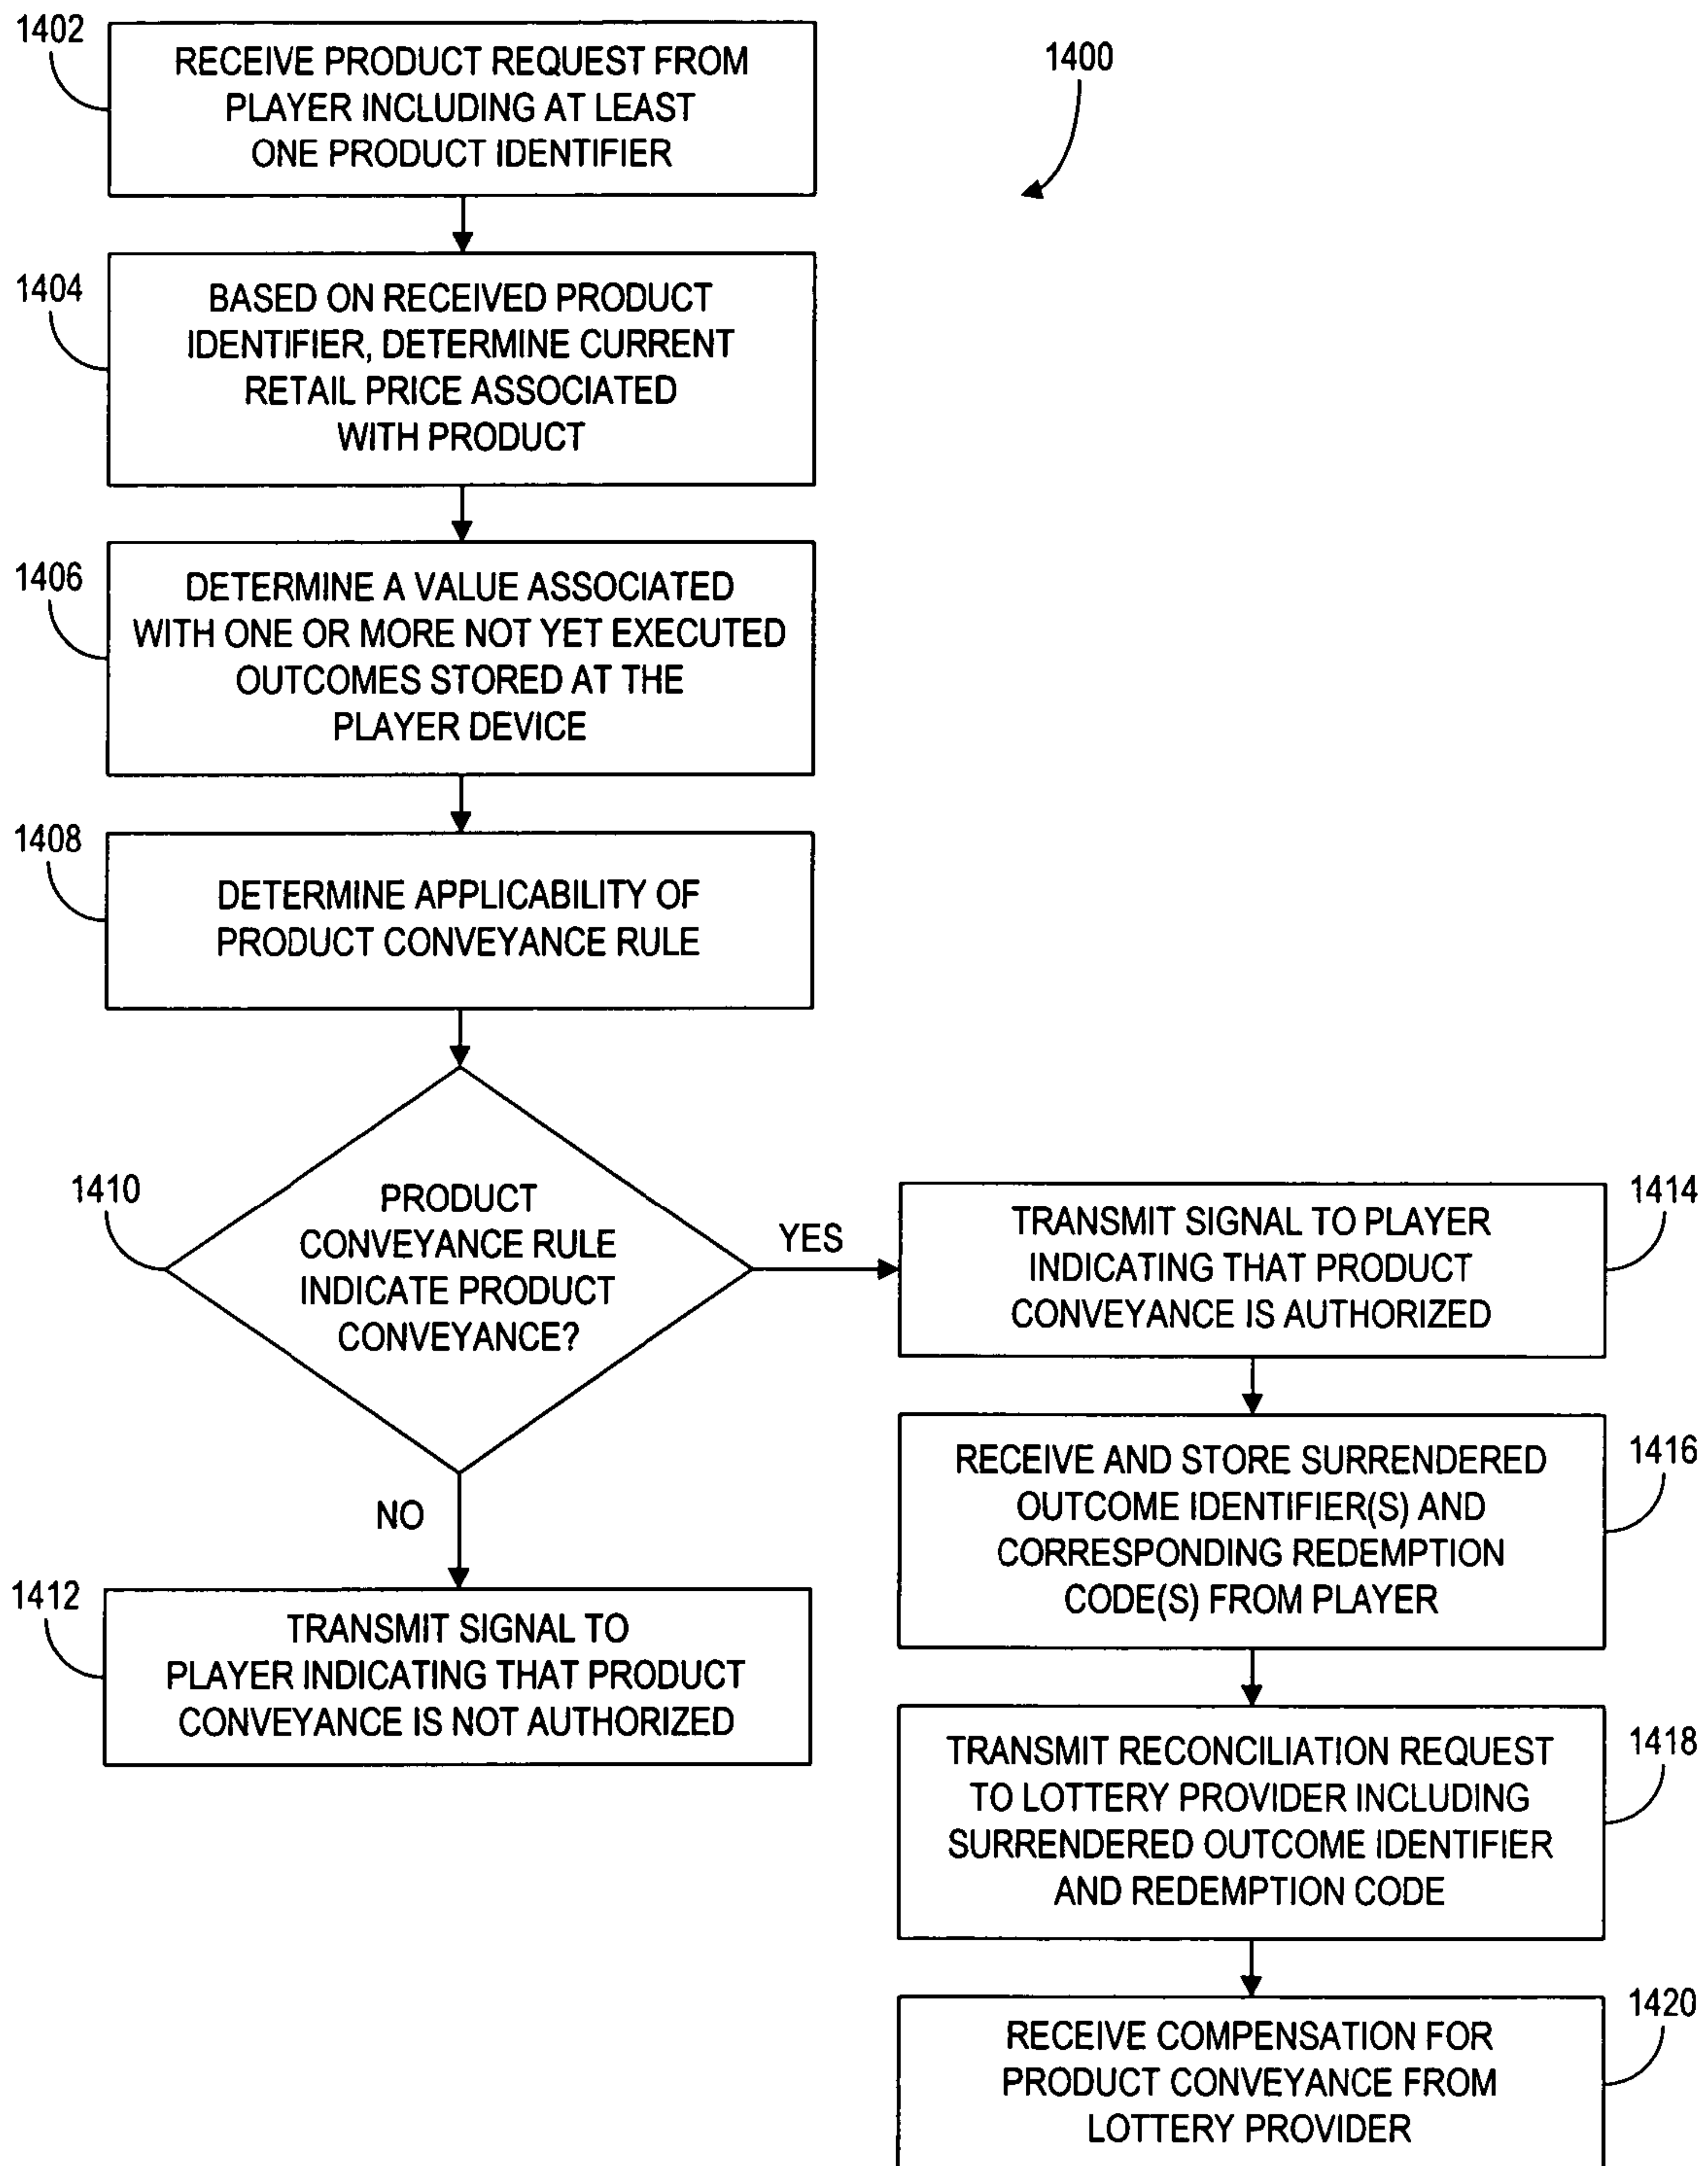 1402
RECEIVE PRODUCT REQUEST FROM
PLAYER INCLUDING AT LEAST
ONE PRODUCT IDENTIFIER
1400
1404
BASED ON RECEIVED PRODUCT
IDENTIFIER, DETERMINE CURRENT
RETAIL PRICE ASSOCIATED
WITH PRODUCT
1406
DETERMINE A VALUE ASSOCIATED
WITH ONE OR MORE NOT YET EXECUTED
OUTCOMES STORED AT THE
PLAYER DEVICE
1408
DETERMINE APPLICABILITY OF
PRODUCT CONVEYANCE RULE
1410
PRODUCT
CONVEYANCE RULE
INDICATE PRODUCT
CONVEYANCE?
YES
NO
1412
TRANSMIT SIGNAL TO
PLAYER INDICATING THAT PRODUCT
CONVEYANCE IS NOT AUTHORIZED
1414
TRANSMIT SIGNAL TO PLAYER
INDICATING THAT PRODUCT
CONVEYANCE IS AUTHORIZED
1416
RECEIVE AND STORE SURRENDERED
OUTCOME IDENTIFIER(S) AND
CORRESPONDING REDEMPTION
CODE(S) FROM PLAYER
1418
TRANSMIT RECONCILIATION REQUEST
TO LOTTERY PROVIDER INCLUDING
SURRENDERED OUTCOME IDENTIFIER
AND REDEMPTION CODE
1420
RECEIVE COMPENSATION FOR
PRODUCT CONVEYANCE FROM
LOTTERY PROVIDER